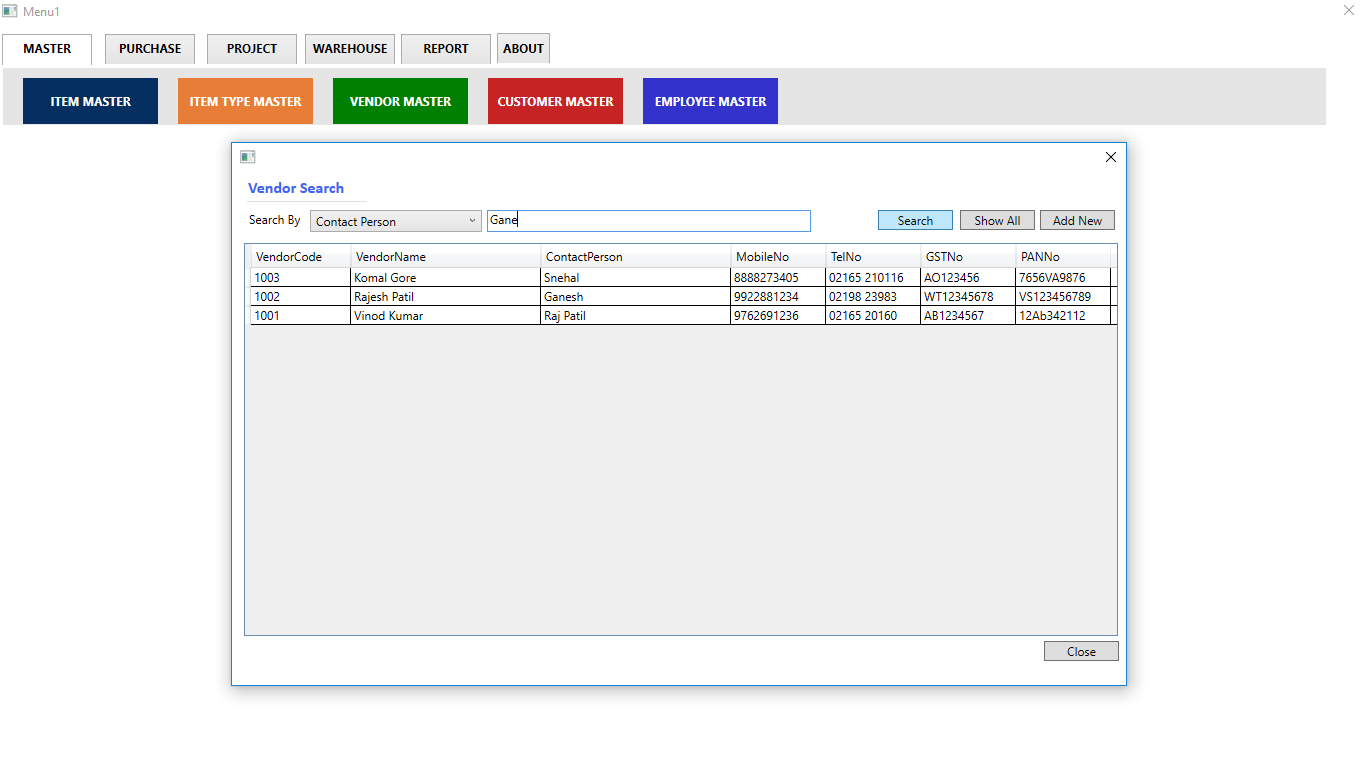 Menu1
MASTER PURCHASE PROJECT WAREHOUSE REPORT ABOUT
ITEM MASTER ITEM TYPE MASTER VENDOR MASTER CUSTOMER MASTER EMPLOYEE MASTER
Vendor Search
Search By Contact Person Gane Search Show All Add New
VendorCode VendorName ContactPerson MobileNo TelNo GSTNo PANNo
1003 Komal Gore Snehal 8888273405 02165 210116 AO123456 7656VA9876
1002 Rajesh Patil Ganesh 9922881234 02198 23983 WT12345678 VS123456789
1001 Vinod Kumar Raj Patil 9762691236 02165 20160 AB1234567 12Ab342112
Close